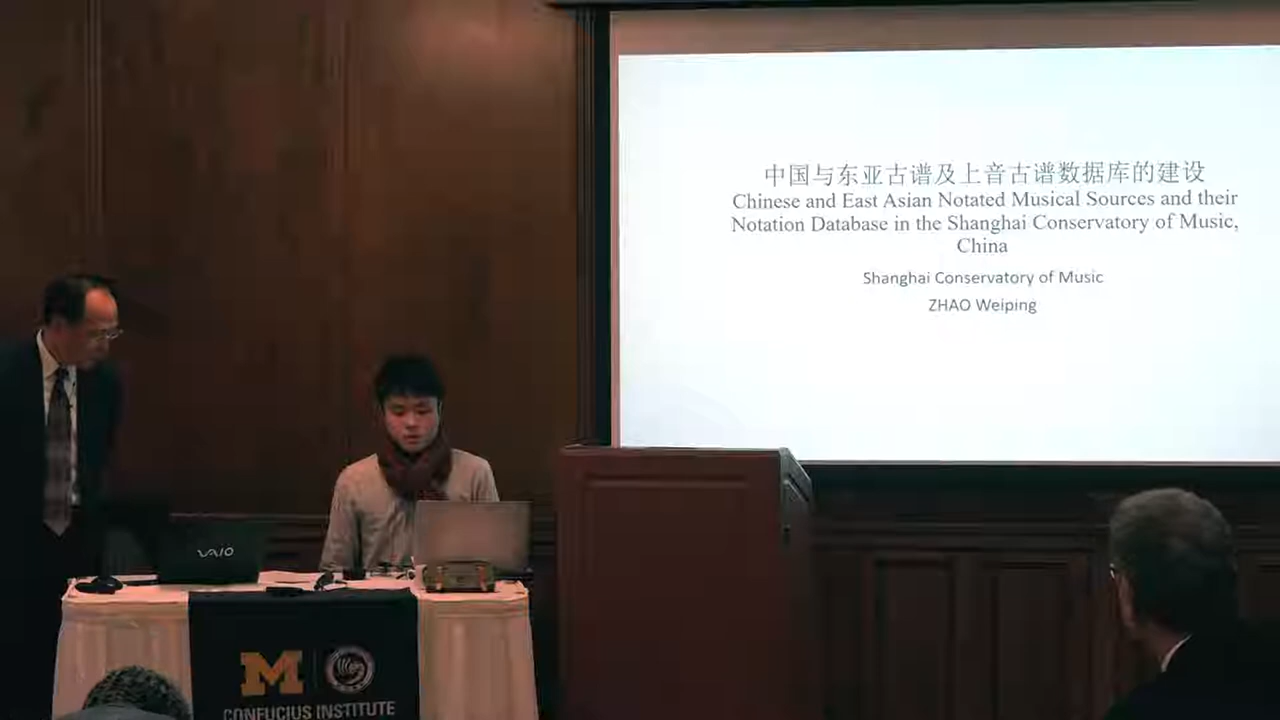 中国与东亚古谱及上音古谱数据库的建设
Chinese and East Asian Notated Musical Sources and their
Notation Database in the Shanghai Conservatory of Music,
China
Shanghai Conservatory of Music
ZHAO Weiping
VAIO
M
CONFUCIUS INSTITUTE